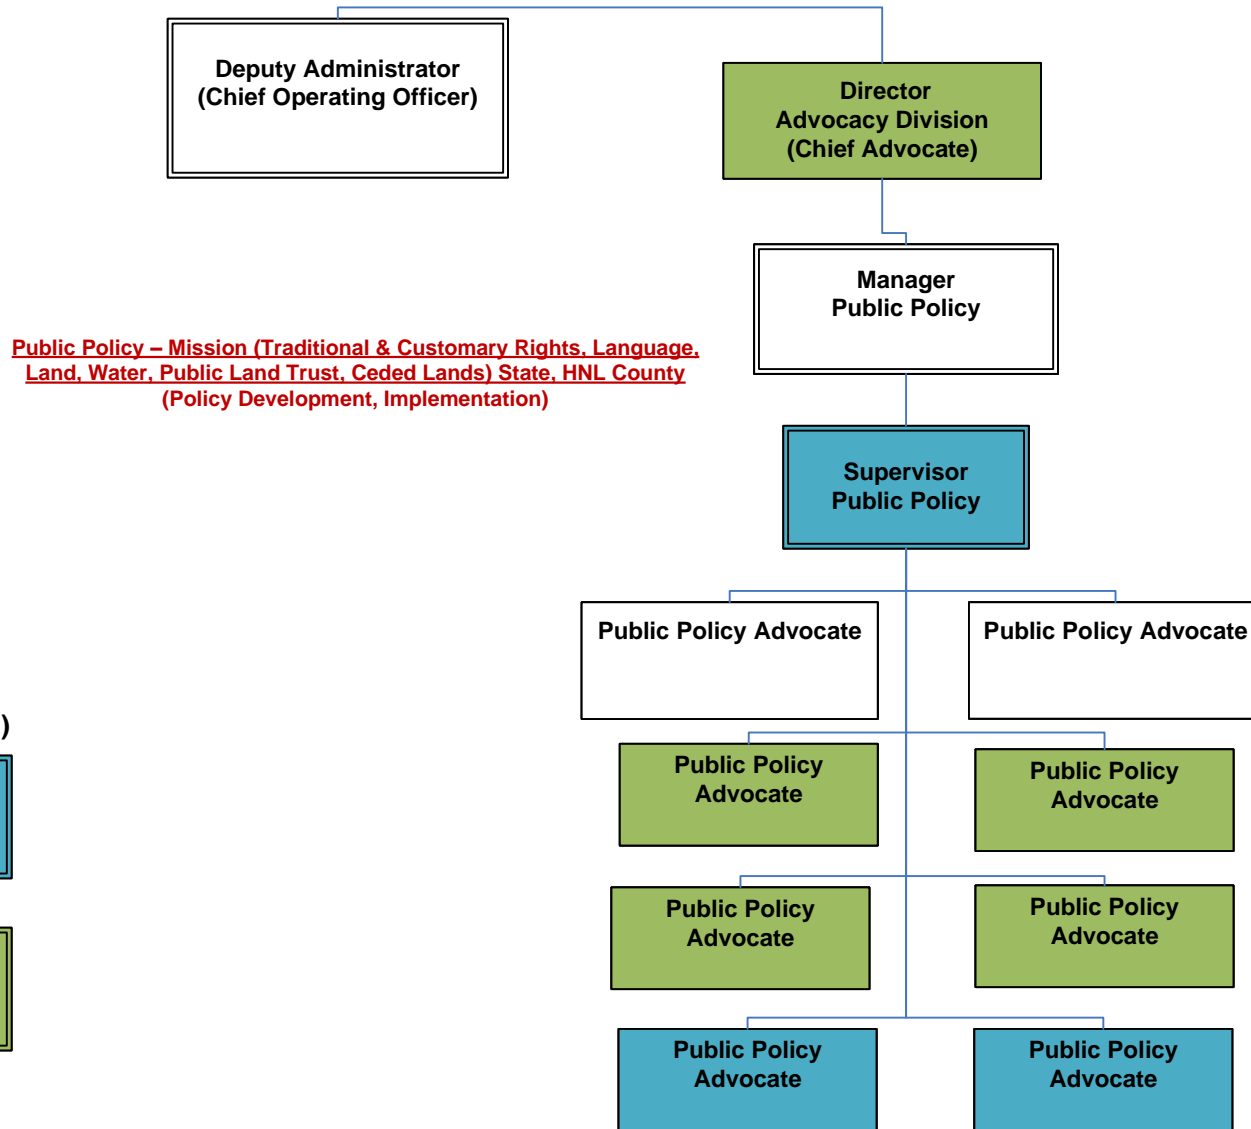 Deputy Administrator
(Chief Operating Officer)
Director
Advocacy Division
(Chief Advocate)
Manager
Public Policy
Public Policy – Mission (Traditional & Customary Rights, Language,
Land, Water, Public Land Trust, Ceded Lands) State, HNL County
(Policy Development, Implementation)
Supervisor
Public Policy
Public Policy Advocate
Public Policy Advocate
)
Public Policy
Advocate
Public Policy
Advocate
Public Policy
Advocate
Public Policy
Advocate
Public Policy
Advocate
Public Policy
Advocate